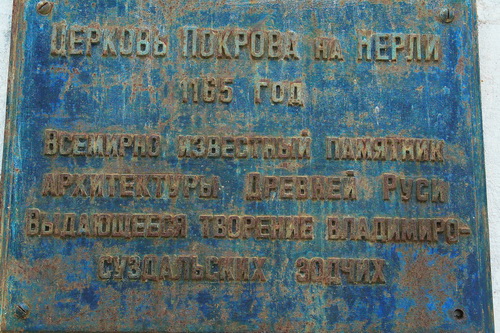 Церковь Покрова на Нерли
1165 год
Всемирно известный памятник
архитектуры Древней Руси
Выдающееся творение владимиро-
суздальских зодчих